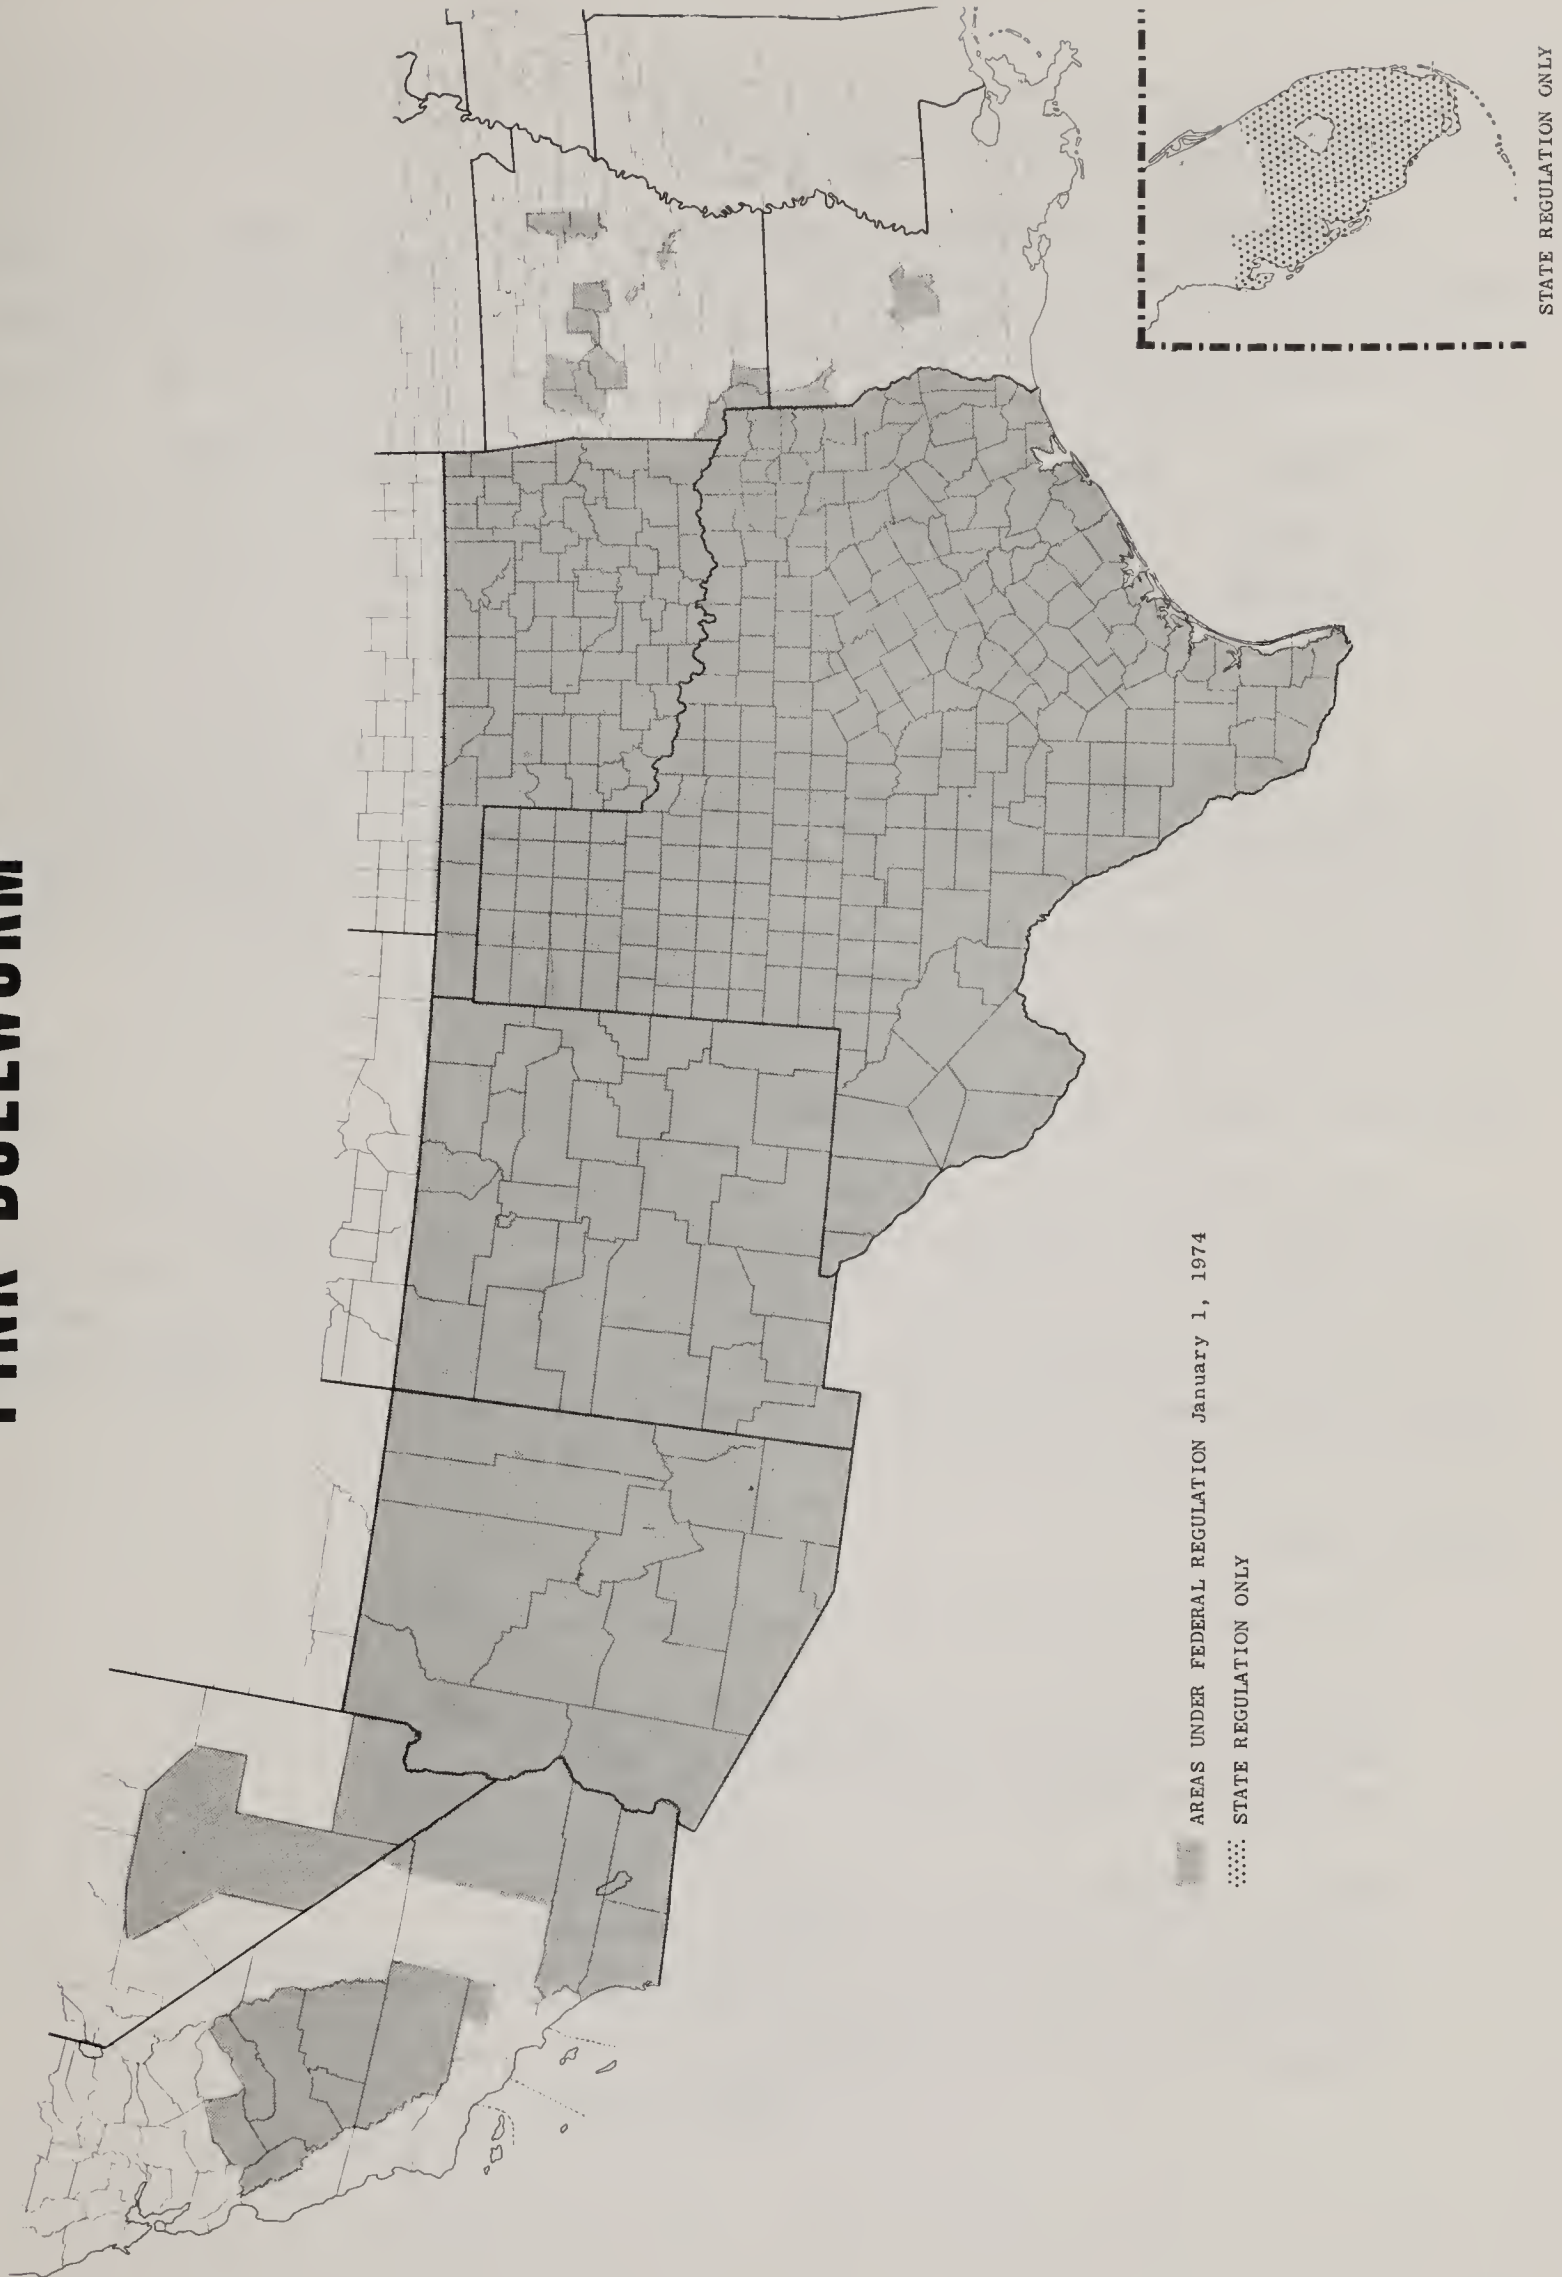 PINK BOLLWORM
AREAS UNDER FEDERAL REGULATION January 1, 1974
STATE REGULATION ONLY
STATE REGULATION ONLY